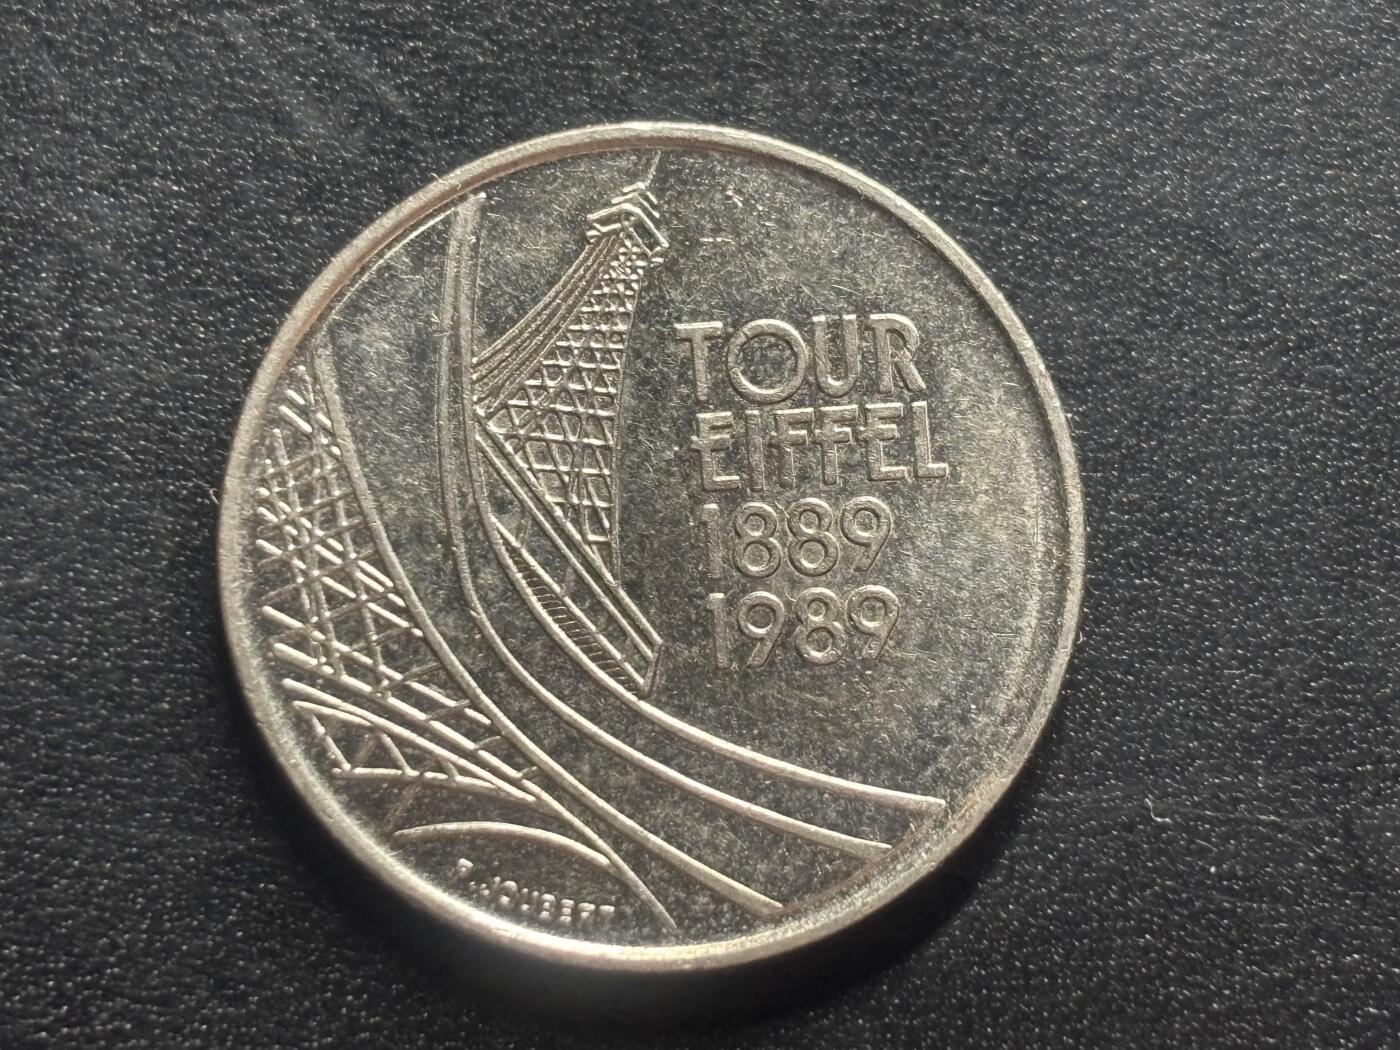 TOUR
EIFFEL
1889
1989
F. JOUBERT